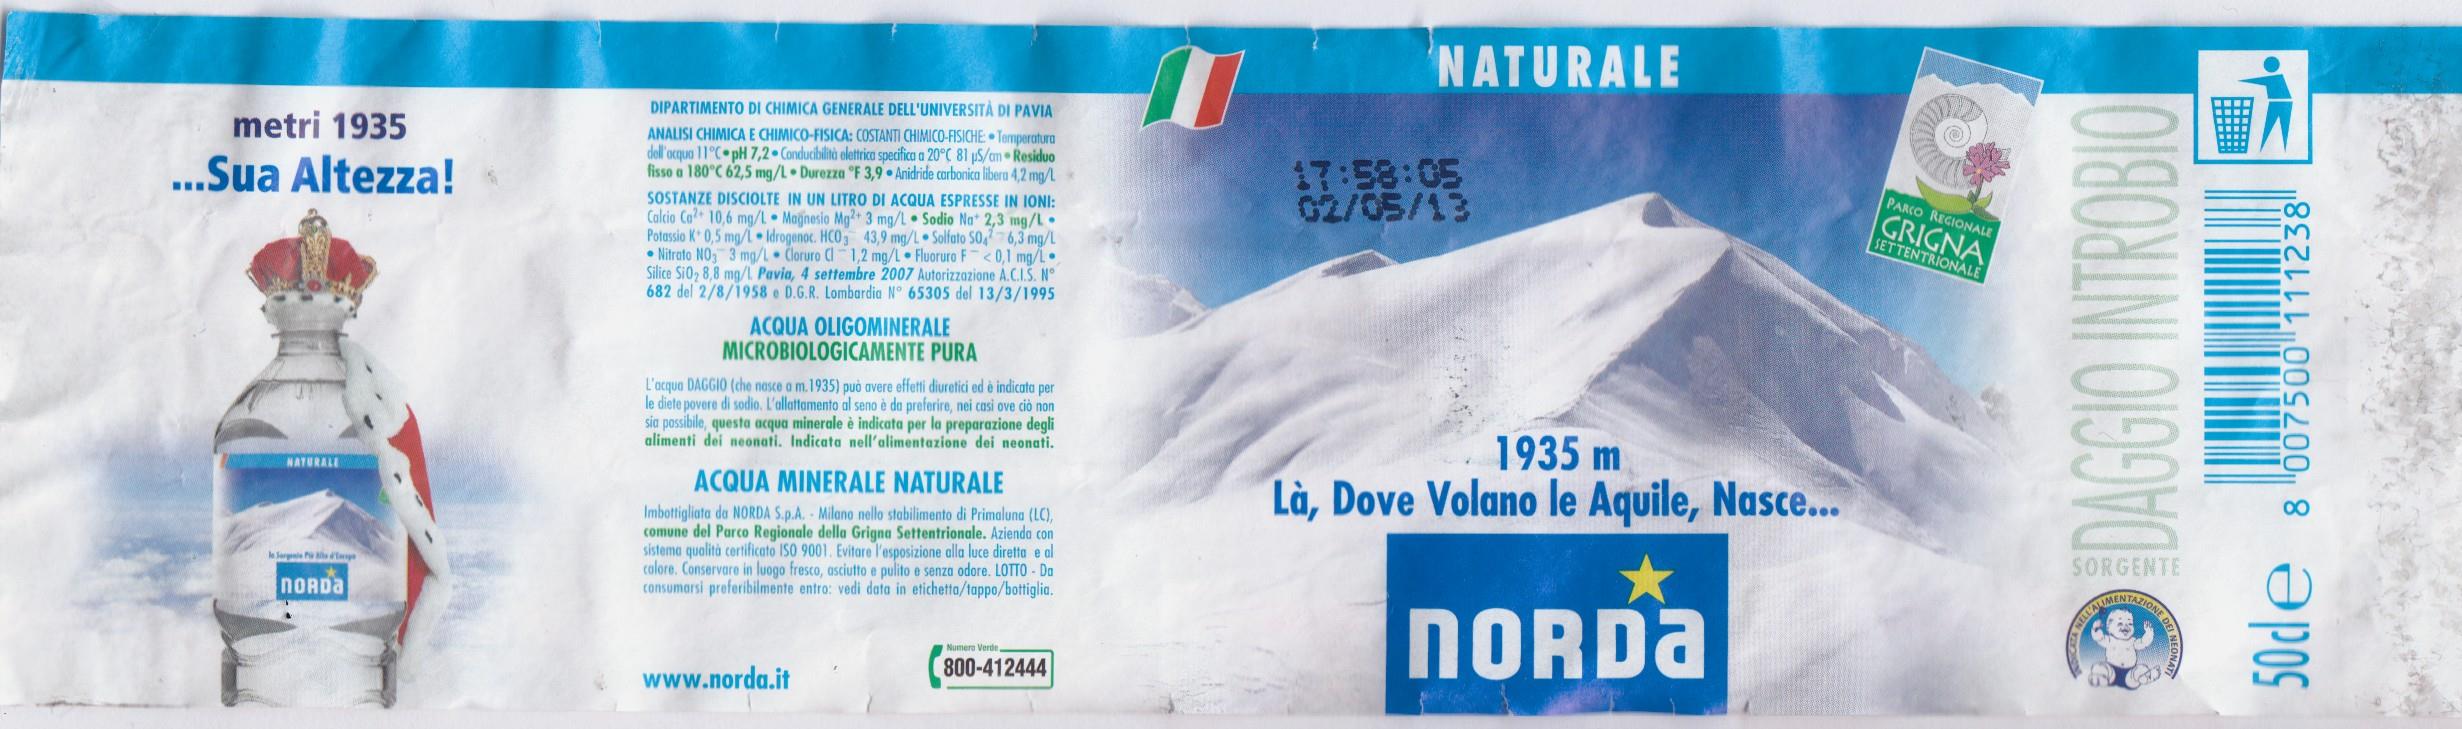 metri 1935
...Sua Altezza!
NATURALE
la Sorgente Più Alta d'Europa
NORDA
DIPARTIMENTO DI CHIMICA GENERALE DELL'UNIVERSITÀ DI PAVIA
ANALISI CHIMICA E CHIMICO-FISICA: COSTANTI CHIMICO-FISICHE: • Temperatura
dell'acqua 11°C • pH 7,2 • Conducibilità elettrica specifica a 20°C 81 µS/cm • Residuo
fisso a 180°C 62,5 mg/L • Durezza °F 3,9 • Anidride carbonica libera 4,2 mg/L
SOSTANZE DISCIOLTE IN UN LITRO DI ACQUA ESPRESSE IN IONI:
Calcio Ca²⁺ 10,6 mg/L • Magnesio Mg²⁺ 3 mg/L • Sodio Na⁺ 2,3 mg/L •
Potassio K⁺ 0,5 mg/L • Idrogenoc. HCO₃⁻ 43,9 mg/L • Solfato SO₄²⁻ 6,3 mg/L
• Nitrato NO₃⁻ 3 mg/L • Cloruro Cl⁻ 1,2 mg/L • Fluoruro F⁻ < 0,1 mg/L •
Silice SiO₂ 8,8 mg/L Pavia, 4 settembre 2007 Autorizzazione A.C.I.S. N°
682 del 2/8/1958 e D.G.R. Lombardia N° 65305 del 13/3/1995
ACQUA OLIGOMINERALE
MICROBIOLOGICAMENTE PURA
L'acqua DAGGIO (che nasce a m.1935) può avere effetti diuretici ed è indicata per
le diete povere di sodio. L'allattamento al seno è da preferire, nei casi ove ciò non
sia possibile, questa acqua minerale è indicata per la preparazione degli
alimenti dei neonati. Indicata nell'alimentazione dei neonati.
ACQUA MINERALE NATURALE
Imbottigliata da NORDA S.p.A. - Milano nello stabilimento di Primaluna (LC),
comune del Parco Regionale della Grigna Settentrionale. Azienda con
sistema qualità certificato ISO 9001. Evitare l'esposizione alla luce diretta e al
calore. Conservare in luogo fresco, asciutto e pulito e senza odore. LOTTO - Da
consumarsi preferibilmente entro: vedi data in etichetta/tappo/bottiglia.
www.norda.it
Numero Verde
800-412444
NATURALE
17:58:05
02/05/13
PARCO REGIONALE
GRIGNA
SETTENTRIONALE
1935 m
Là, Dove Volano le Aquile, Nasce...
NORDA
SORGENTE DAGGIO INTROBIO
INDICATA NELL'ALIMENTAZIONE DEI NEONATI
8 007500 111238
50cl e